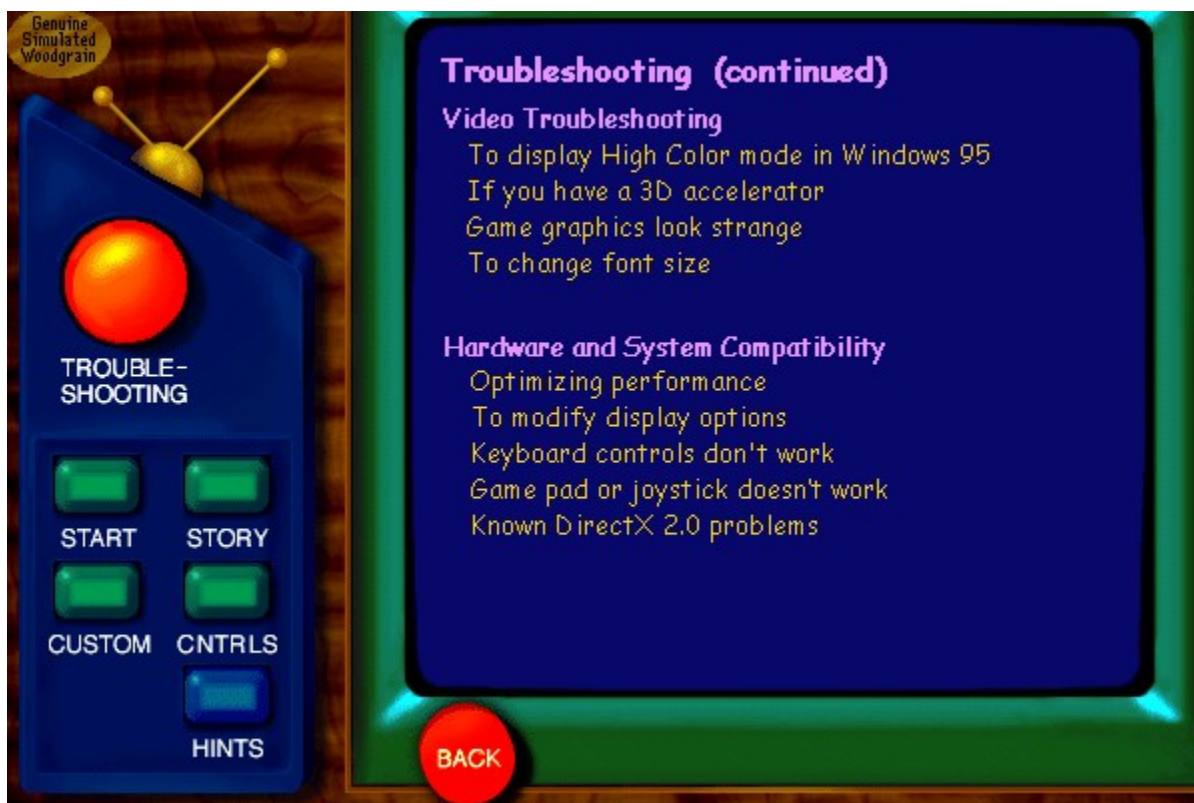 Genuine
Simulated
Woodgrain
TROUBLE-
SHOOTING
START
STORY
CUSTOM
CNTRLS
HINTS
Troubleshooting (continued)
Video Troubleshooting
To display High Color mode in Windows 95
If you have a 3D accelerator
Game graphics look strange
To change font size
Hardware and System Compatibility
Optimizing performance
To modify display options
Keyboard controls don't work
Game pad or joystick doesn't work
Known DirectX 2.0 problems
BACK